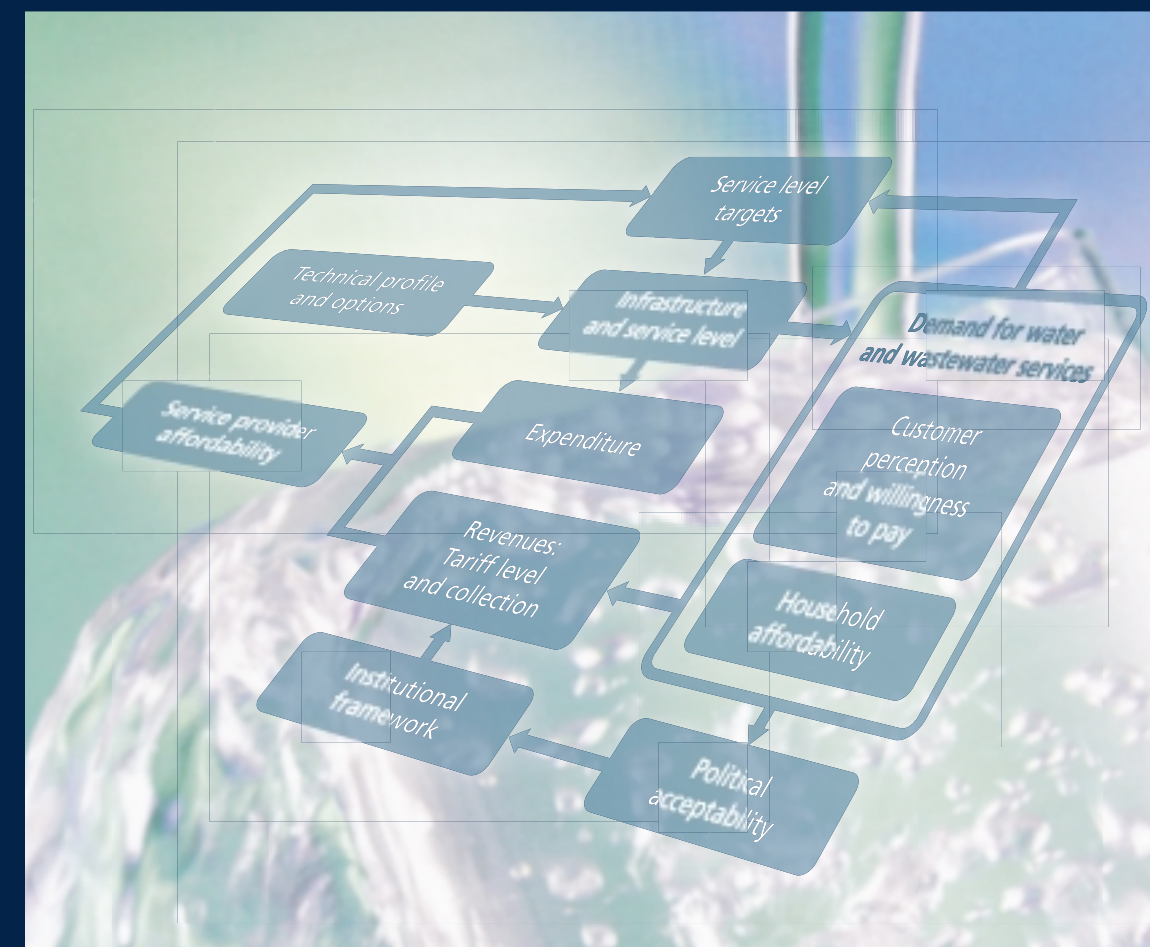 Service level
targets
Technical profile
and options
Infrastructure
and service level
Demand for water
and wastewater services
Service provider
affordability
Expenditure
Customer
perception
and willingness
to pay
Revenues:
Tariff level
and collection
Household
affordability
Institutional
framework
Political
acceptability